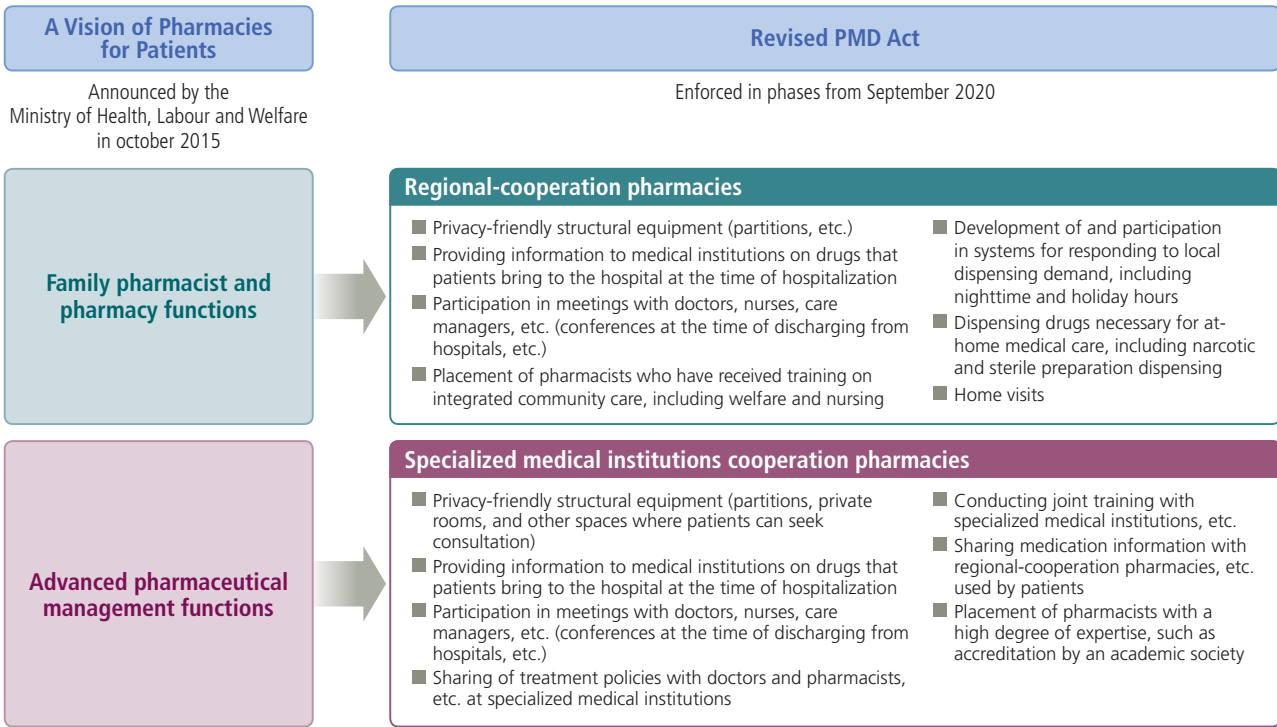 A Vision of Pharmacies
for Patients
Revised PMD Act
Announced by the
Ministry of Health, Labour and Welfare
in october 2015
Enforced in phases from September 2020
Family pharmacist and
pharmacy functions
Regional-cooperation pharmacies
Privacy-friendly structural equipment (partitions, etc.)
Providing information to medical institutions on drugs that
patients bring to the hospital at the time of hospitalization
Participation in meetings with doctors, nurses, care
managers, etc. (conferences at the time of discharging from
hospitals, etc.)
Placement of pharmacists who have received training on
integrated community care, including welfare and nursing
Development of and participation
in systems for responding to local
dispensing demand, including
nighttime and holiday hours
Dispensing drugs necessary for at-
home medical care, including narcotic
and sterile preparation dispensing
Home visits
Advanced pharmaceutical
management functions
Specialized medical institutions cooperation pharmacies
Privacy-friendly structural equipment (partitions, private
rooms, and other spaces where patients can seek
consultation)
Providing information to medical institutions on drugs that
patients bring to the hospital at the time of hospitalization
Participation in meetings with doctors, nurses, care
managers, etc. (conferences at the time of discharging from
hospitals, etc.)
Sharing of treatment policies with doctors and pharmacists,
etc. at specialized medical institutions
Conducting joint training with
specialized medical institutions, etc.
Sharing medication information with
regional-cooperation pharmacies, etc.
used by patients
Placement of pharmacists with a
high degree of expertise, such as
accreditation by an academic society